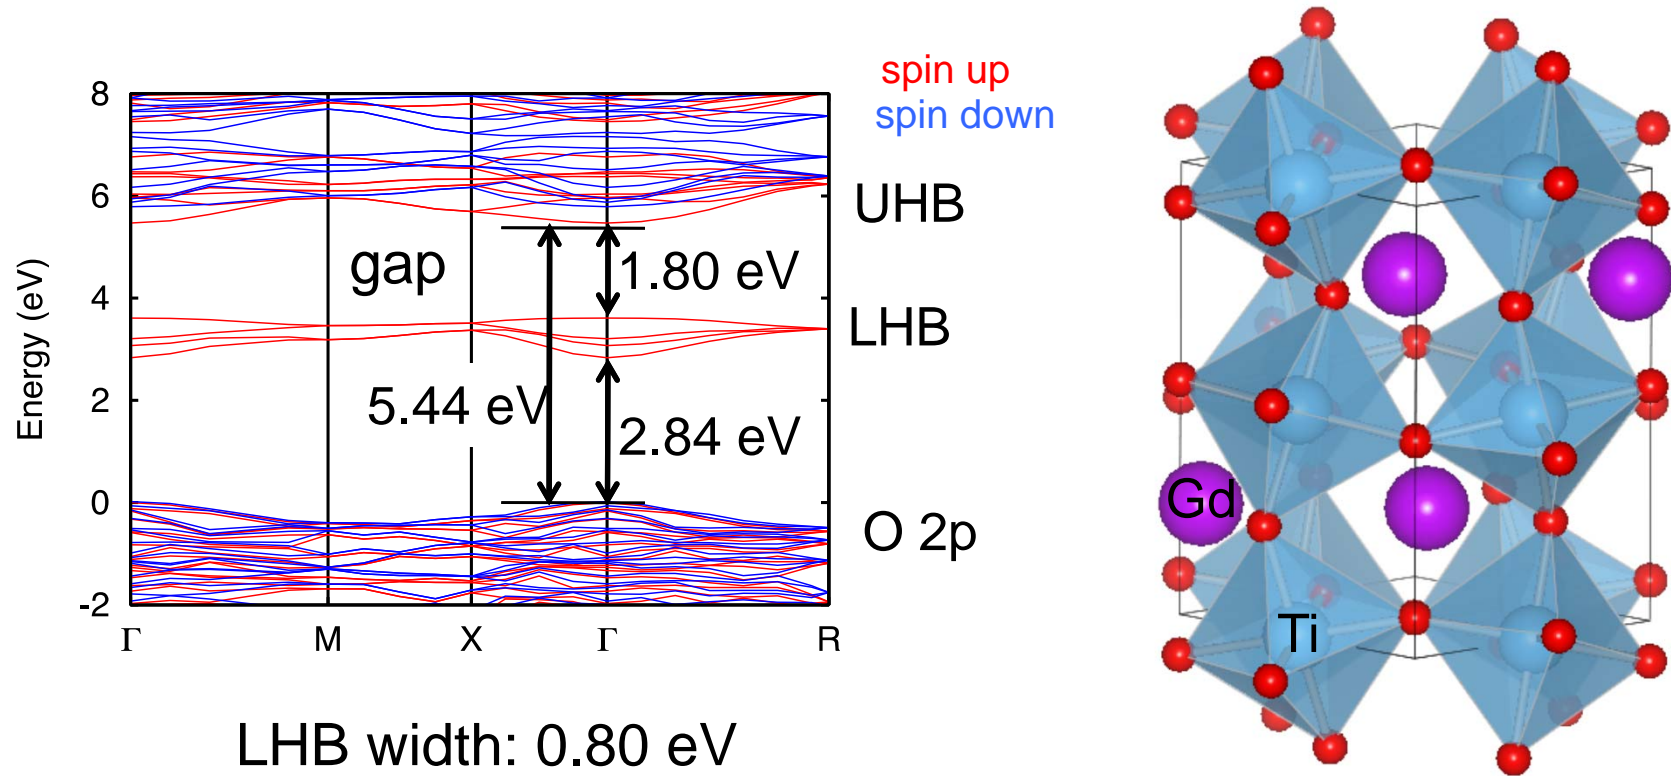 spin up
spin down
8
6
4
2
0
-2
Energy (eV)
gap
1.80 eV
5.44 eV
2.84 eV
UHB
LHB
O 2p
Γ M X Γ R
LHB width: 0.80 eV
Gd
Ti